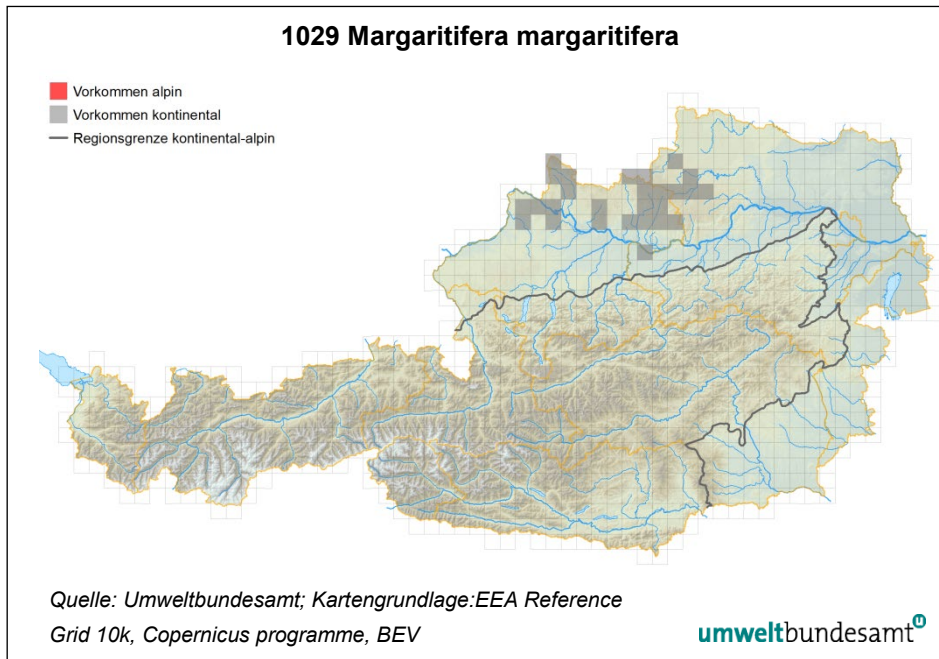 1029 Margaritifera margaritifera
Vorkommen alpin
Vorkommen kontinental
Regionsgrenze kontinental-alpin
Quelle: Umweltbundesamt; Kartengrundlage:EEA Reference
Grid 10k, Copernicus programme, BEV
umweltbundesamt u